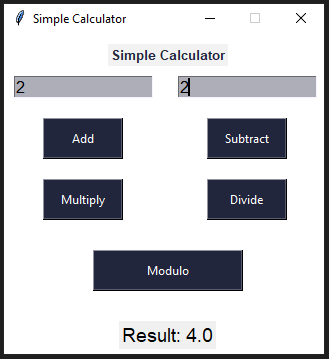 Simple Calculator
Simple Calculator
2 2
Add Subtract
Multiply Divide
Modulo
Result: 4.0